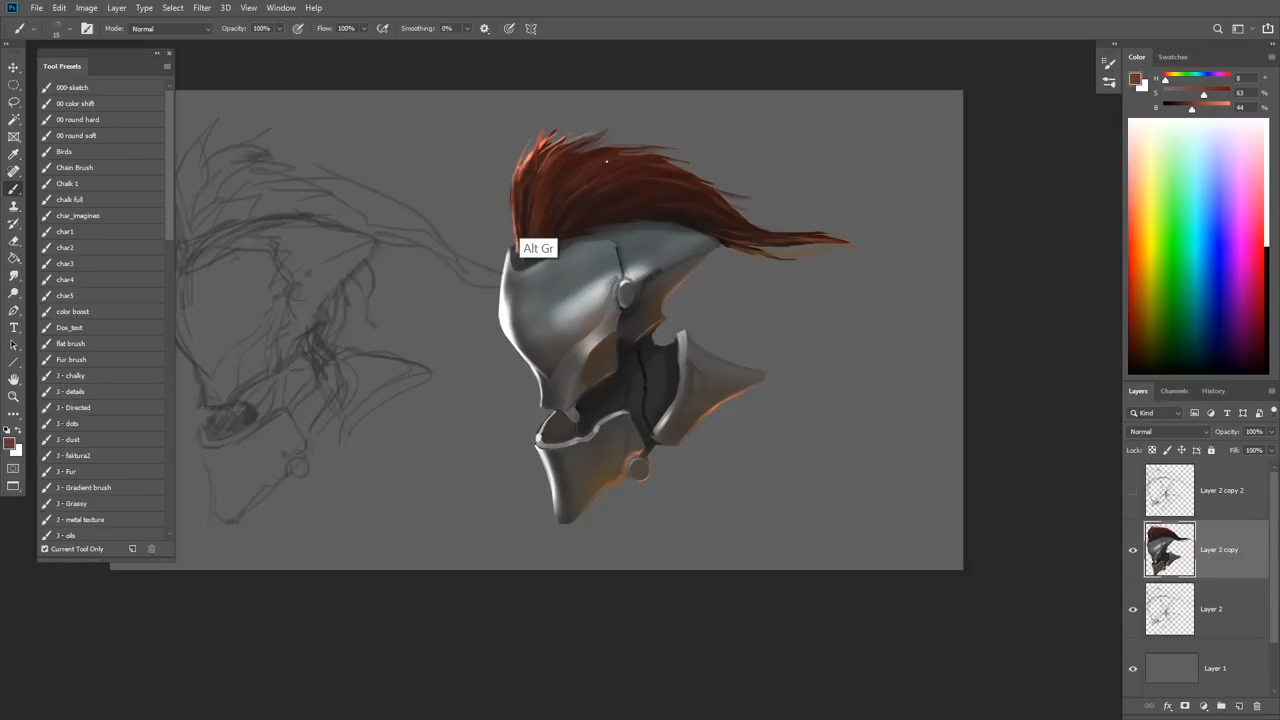 Ps File Edit Image Layer Type Select Filter 3D View Window Help
15 Mode: Normal Opacity: 100% Flow: 100% Smoothing: 0%
Tool Presets
000-sketch
00 color shift
00 round hard
00 round soft
Birds
Chain Brush
Chalk 1
chalk full
char_imagineo
char1
char2
char3
char4
char5
color boost
Dos_text
flat brush
Fur brush
J - chalky
J - details
J - Directed
J - dots
J - dust
J - faktura2
J - Fur
J - Gradient brush
J - Grassy
J - metal texture
J - oils
Current Tool Only
Alt Gr
Color Swatches
H 8 °
S 63 %
B 44 %
Layers Channels History
Kind
Normal Opacity: 100%
Lock: Fill: 100%
Layer 2 copy 2
Layer 2 copy
Layer 2
Layer 1
fx